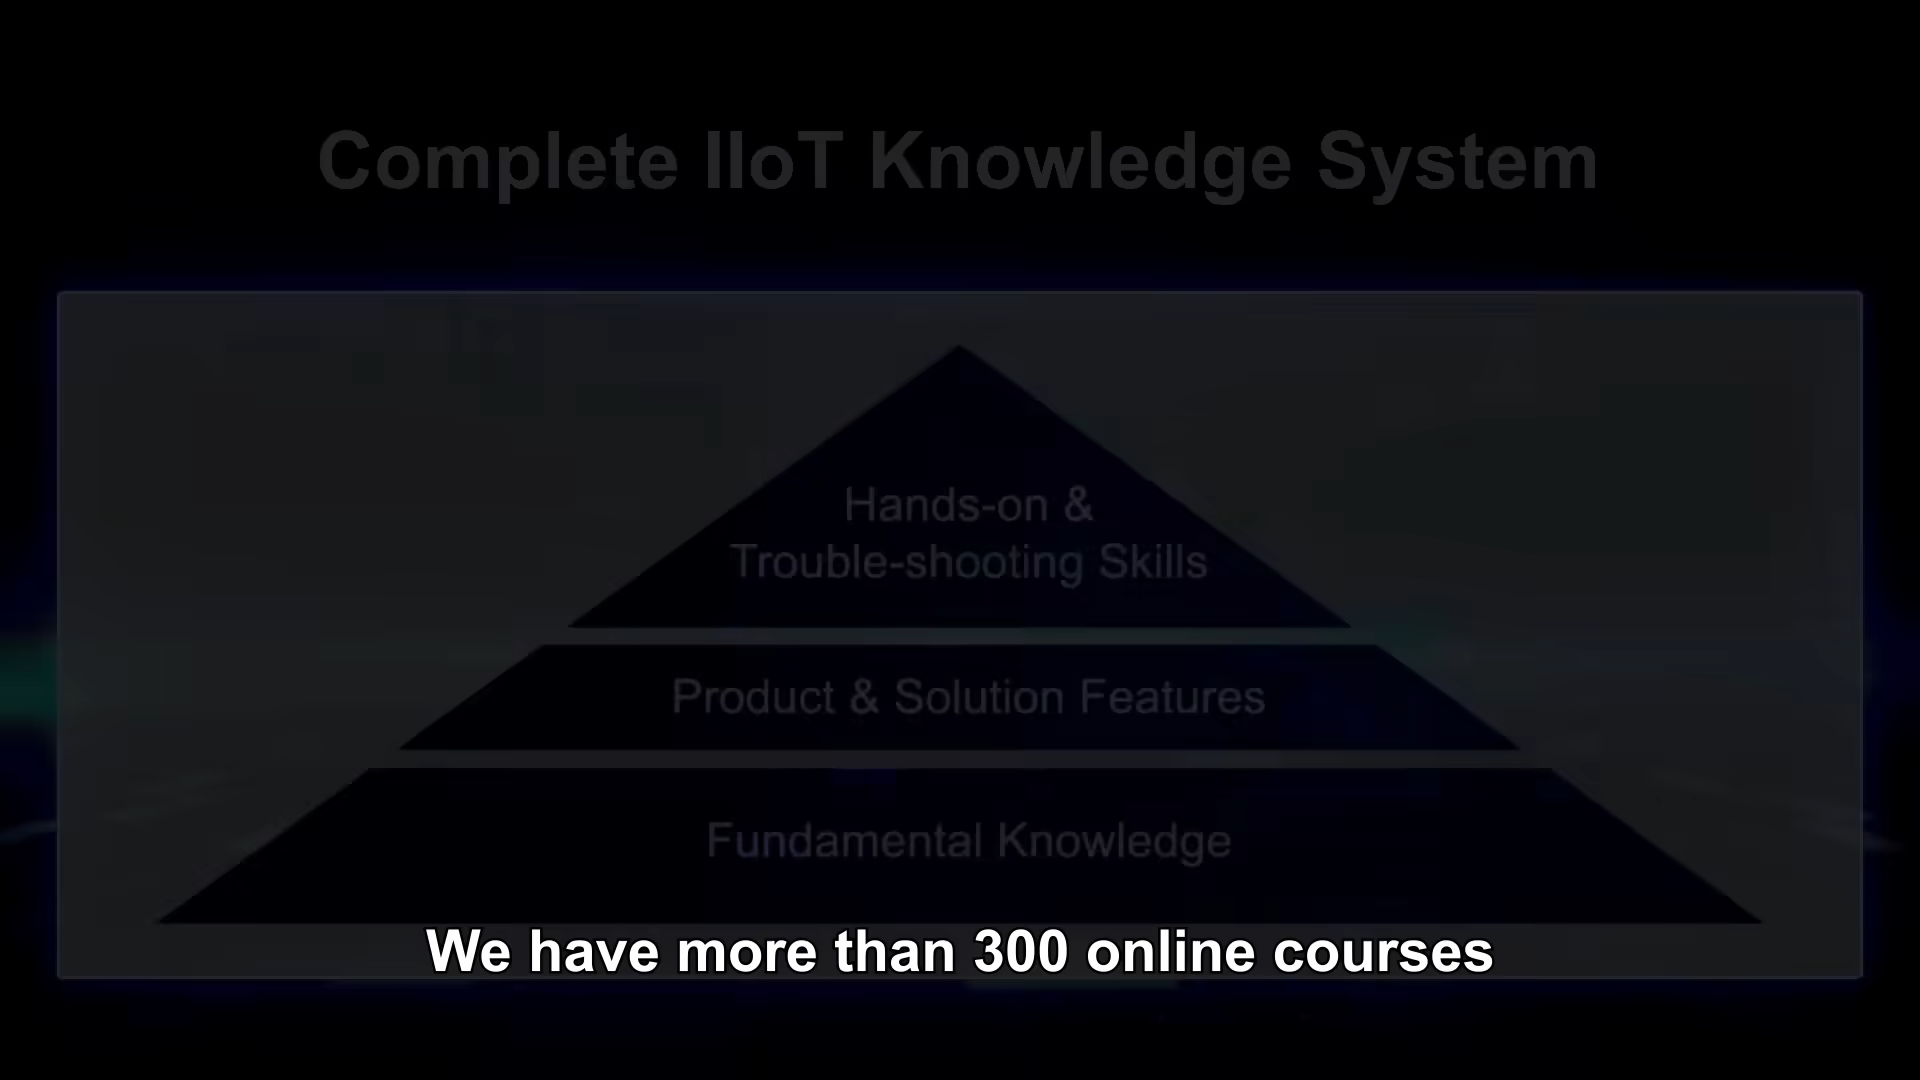 Complete IIoT Knowledge System
Hands-on &
Trouble-shooting Skills
Product & Solution Features
Fundamental Knowledge
We have more than 300 online courses